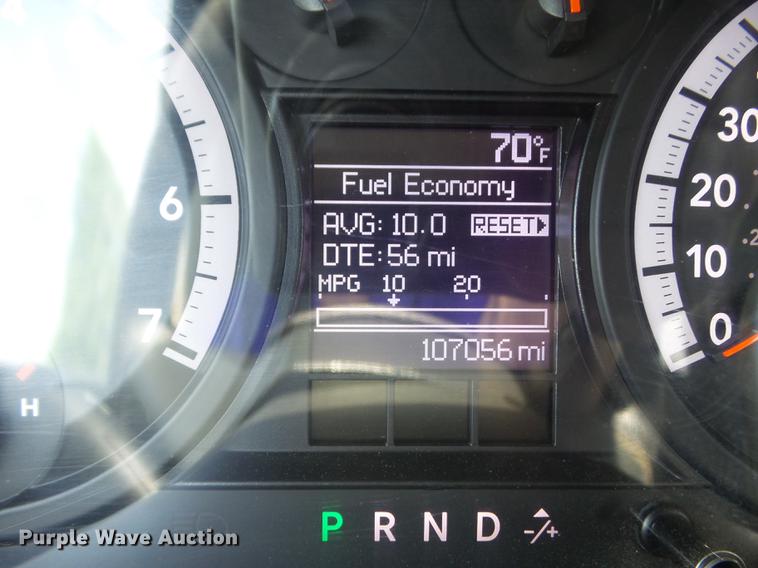 70°F
Fuel Economy
AVG: 10.0 RESET
DTE: 56 mi
MPG 10 20
107056 mi
6
7
H
30
20
10
0
P R N D -/+
Purple Wave Auction